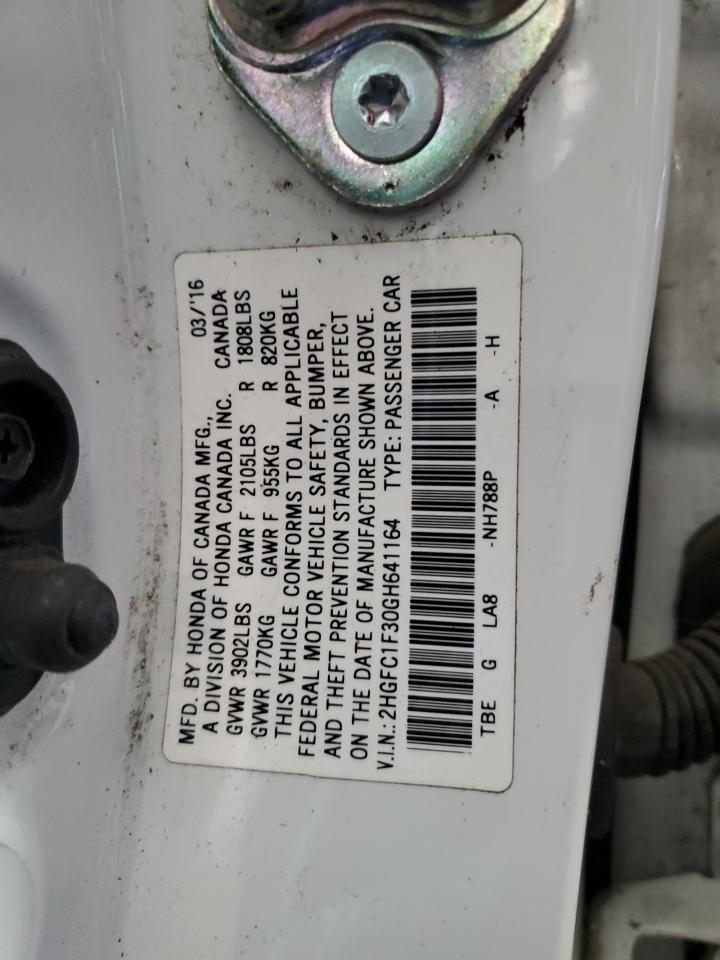 MFD. BY HONDA OF CANADA MFG., 03/'16
A DIVISION OF HONDA CANADA INC. CANADA
GVWR 3902LBS GAWR F 2105LBS R 1808LBS
GVWR 1770KG GAWR F 955KG R 820KG
THIS VEHICLE CONFORMS TO ALL APPLICABLE
FEDERAL MOTOR VEHICLE SAFETY, BUMPER,
AND THEFT PREVENTION STANDARDS IN EFFECT
ON THE DATE OF MANUFACTURE SHOWN ABOVE.
V.I.N.: 2HGFC1F30GH641164 TYPE: PASSENGER CAR
TBE G LA8 -NH788P -A -H